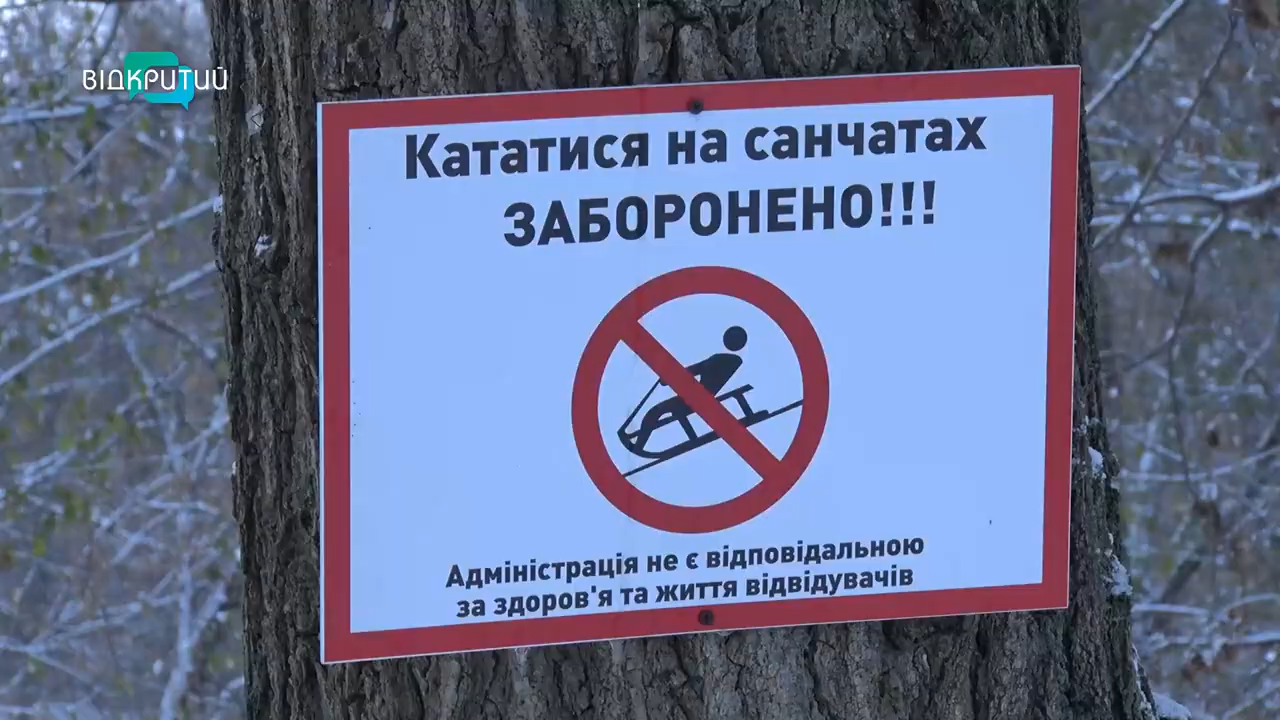 ВІДКРИТИЙ
Кататися на санчатах
ЗАБОРОНЕНО!!!
Адміністрація не є відповідальною
за здоров'я та життя відвідувачів